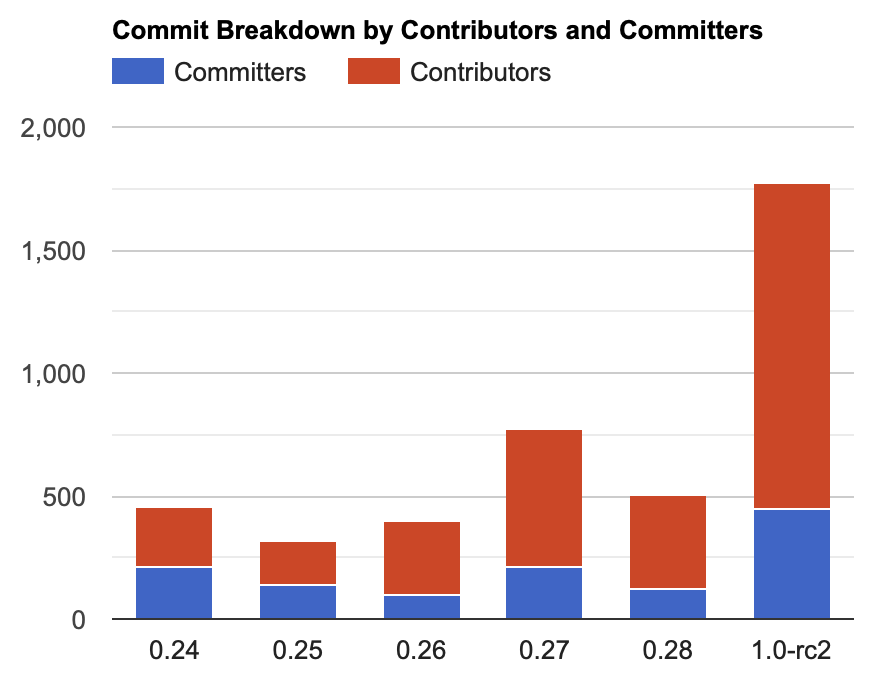 Commit Breakdown by Contributors and Committers
Committers Contributors
2,000
1,500
1,000
500
0
0.24 0.25 0.26 0.27 0.28 1.0-rc2